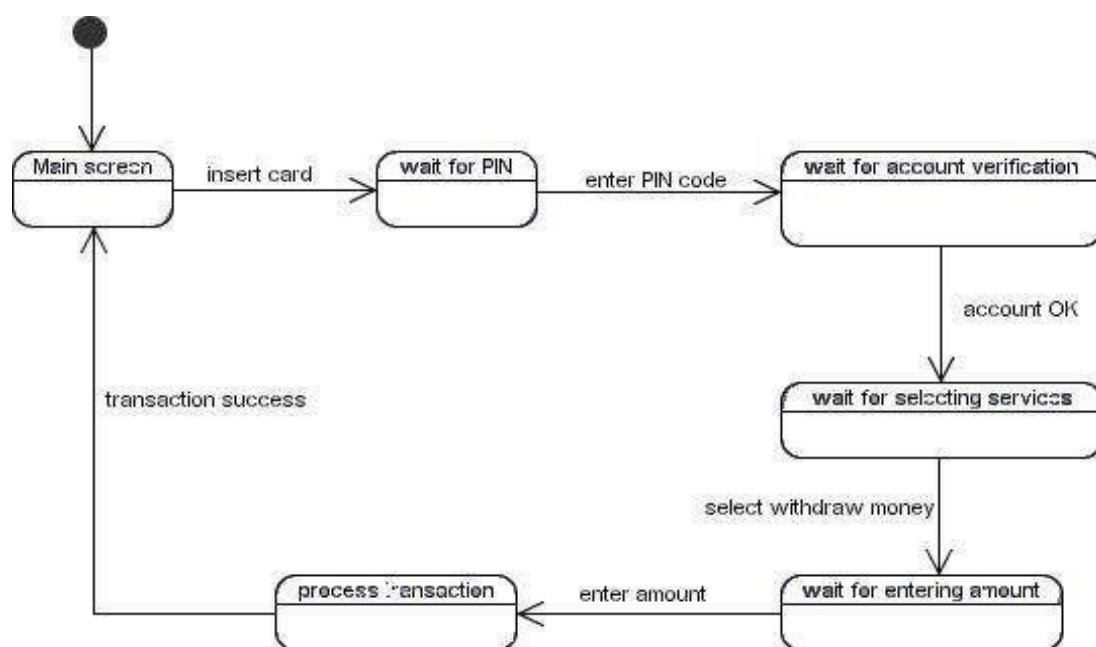 Main screen
insert card
wait for PIN
enter PIN code
wait for account verification
account OK
transaction success
wait for selecting services
select withdraw money
process transaction
enter amount
wait for entering amount